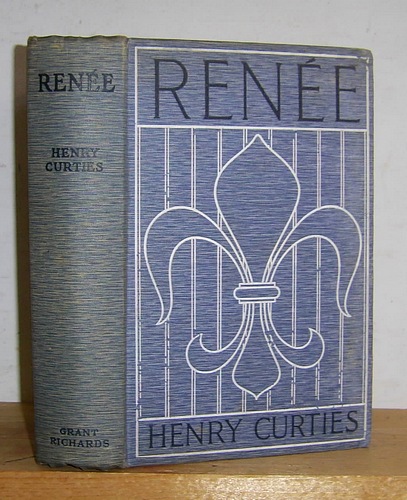 RENÉE
HENRY
CURTIES
GRANT
RICHARDS
RENÉE
HENRY CURTIES